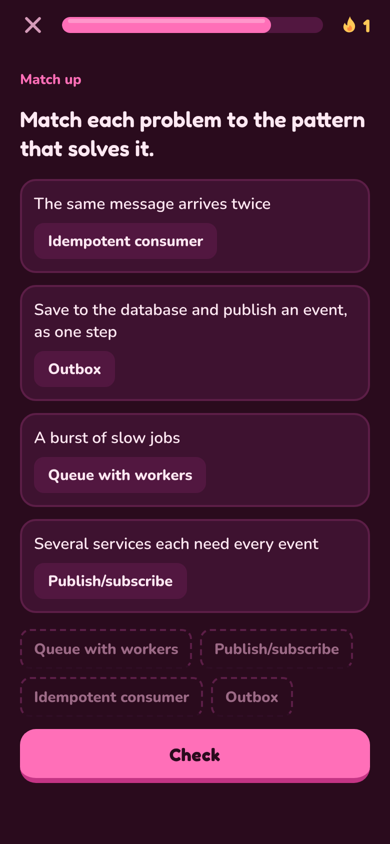 1
Match up
Match each problem to the pattern
that solves it.
The same message arrives twice
Idempotent consumer
Save to the database and publish an event,
as one step
Outbox
A burst of slow jobs
Queue with workers
Several services each need every event
Publish/subscribe
Queue with workers
Publish/subscribe
Idempotent consumer
Outbox
Check